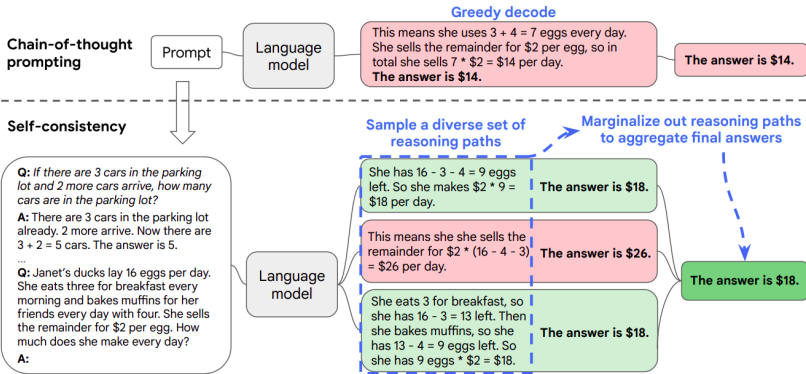 Greedy decode
Chain-of-thought
prompting
Prompt
Language
model
This means she uses 3 + 4 = 7 eggs every day.
She sells the remainder for $2 per egg, so in
total she sells 7 * $2 = $14 per day.
The answer is $14.
The answer is $14.
Self-consistency
Sample a diverse set of
reasoning paths
Marginalize out reasoning paths
to aggregate final answers
Q: If there are 3 cars in the parking
lot and 2 more cars arrive, how many
cars are in the parking lot?
A: There are 3 cars in the parking lot
already. 2 more arrive. Now there are
3 + 2 = 5 cars. The answer is 5.
...
Q: Janet's ducks lay 16 eggs per day.
She eats three for breakfast every
morning and bakes muffins for her
friends every day with four. She sells
the remainder for $2 per egg. How
much does she make every day?
A:
Language
model
She has 16 - 3 - 4 = 9 eggs
left. So she makes $2 * 9 =
$18 per day.
The answer is $18.
This means she she sells the
remainder for $2 * (16 - 4 - 3)
= $26 per day.
The answer is $26.
She eats 3 for breakfast, so
she has 16 - 3 = 13 left. Then
she bakes muffins, so she
has 13 - 4 = 9 eggs left. So
she has 9 eggs * $2 = $18.
The answer is $18.
The answer is $18.